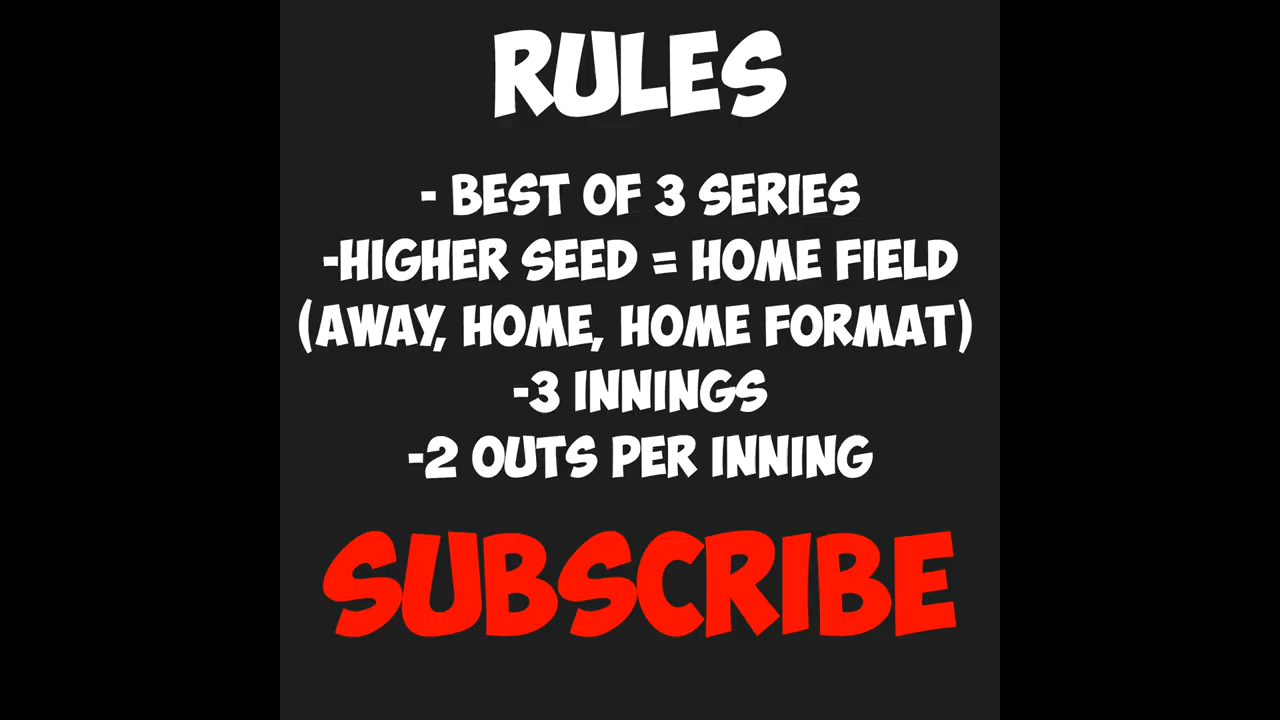 RULES
- BEST OF 3 SERIES
-HIGHER SEED = HOME FIELD
(AWAY, HOME, HOME FORMAT)
-3 INNINGS
-2 OUTS PER INNING
SUBSCRIBE